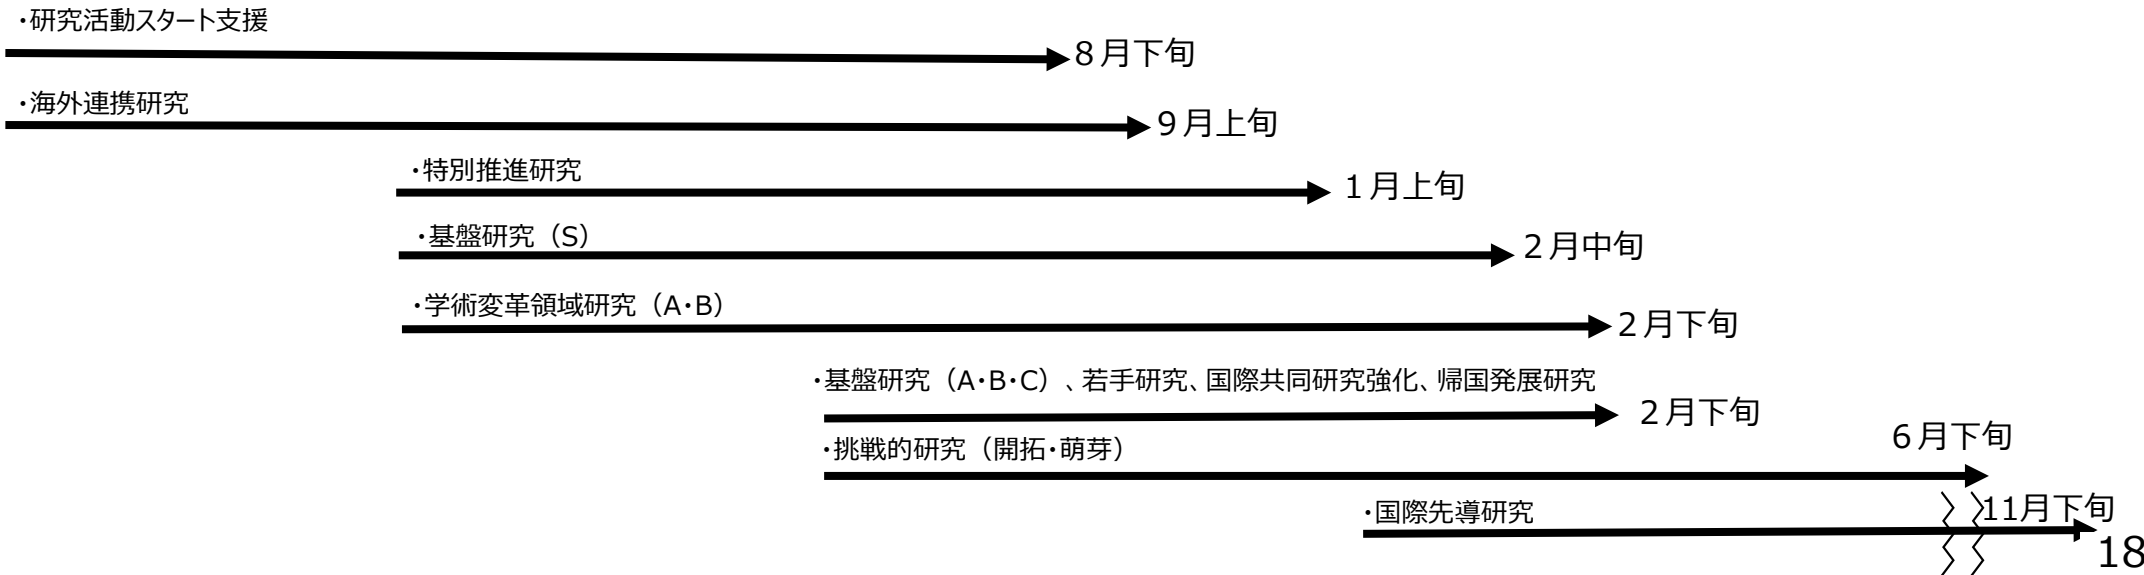 ・研究活動スタート支援
８月下旬
・海外連携研究
９月上旬
・特別推進研究
１月上旬
・基盤研究（S）
２月中旬
・学術変革領域研究（A・B）
２月下旬
・基盤研究（A・B・C）、若手研究、国際共同研究強化、帰国発展研究
２月下旬
・挑戦的研究（開拓・萌芽）
６月下旬
・国際先導研究
11月下旬
18